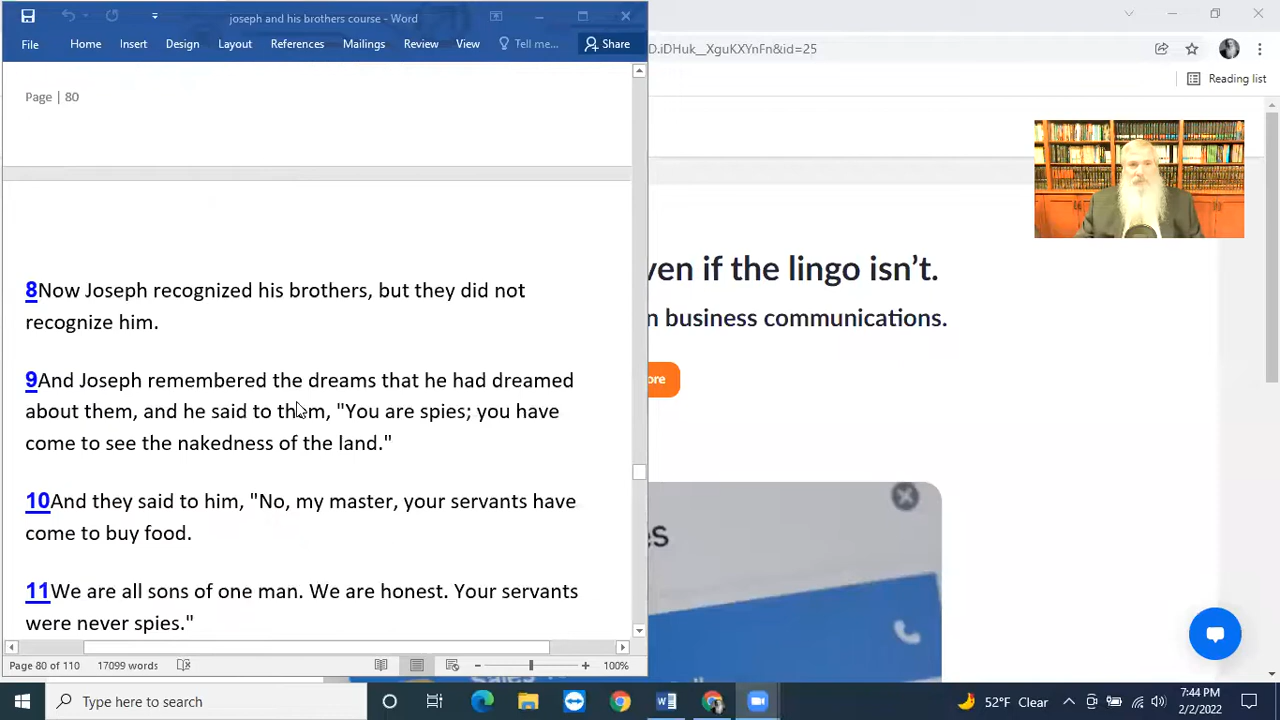 joseph and his brothers course - Word
File Home Insert Design Layout References Mailings Review View Tell me... Share
D.iDHuk__XguKXYnFn&id=25
Reading list
Page | 80
8Now Joseph recognized his brothers, but they did not
recognize him.
9And Joseph remembered the dreams that he had dreamed
about them, and he said to them, "You are spies; you have
come to see the nakedness of the land."
10And they said to him, "No, my master, your servants have
come to buy food.
11We are all sons of one man. We are honest. Your servants
were never spies."
Page 80 of 110 17099 words 100%
ven if the lingo isn’t.
n business communications.
ore
es
Type here to search
52°F Clear
7:44 PM
2/2/2022